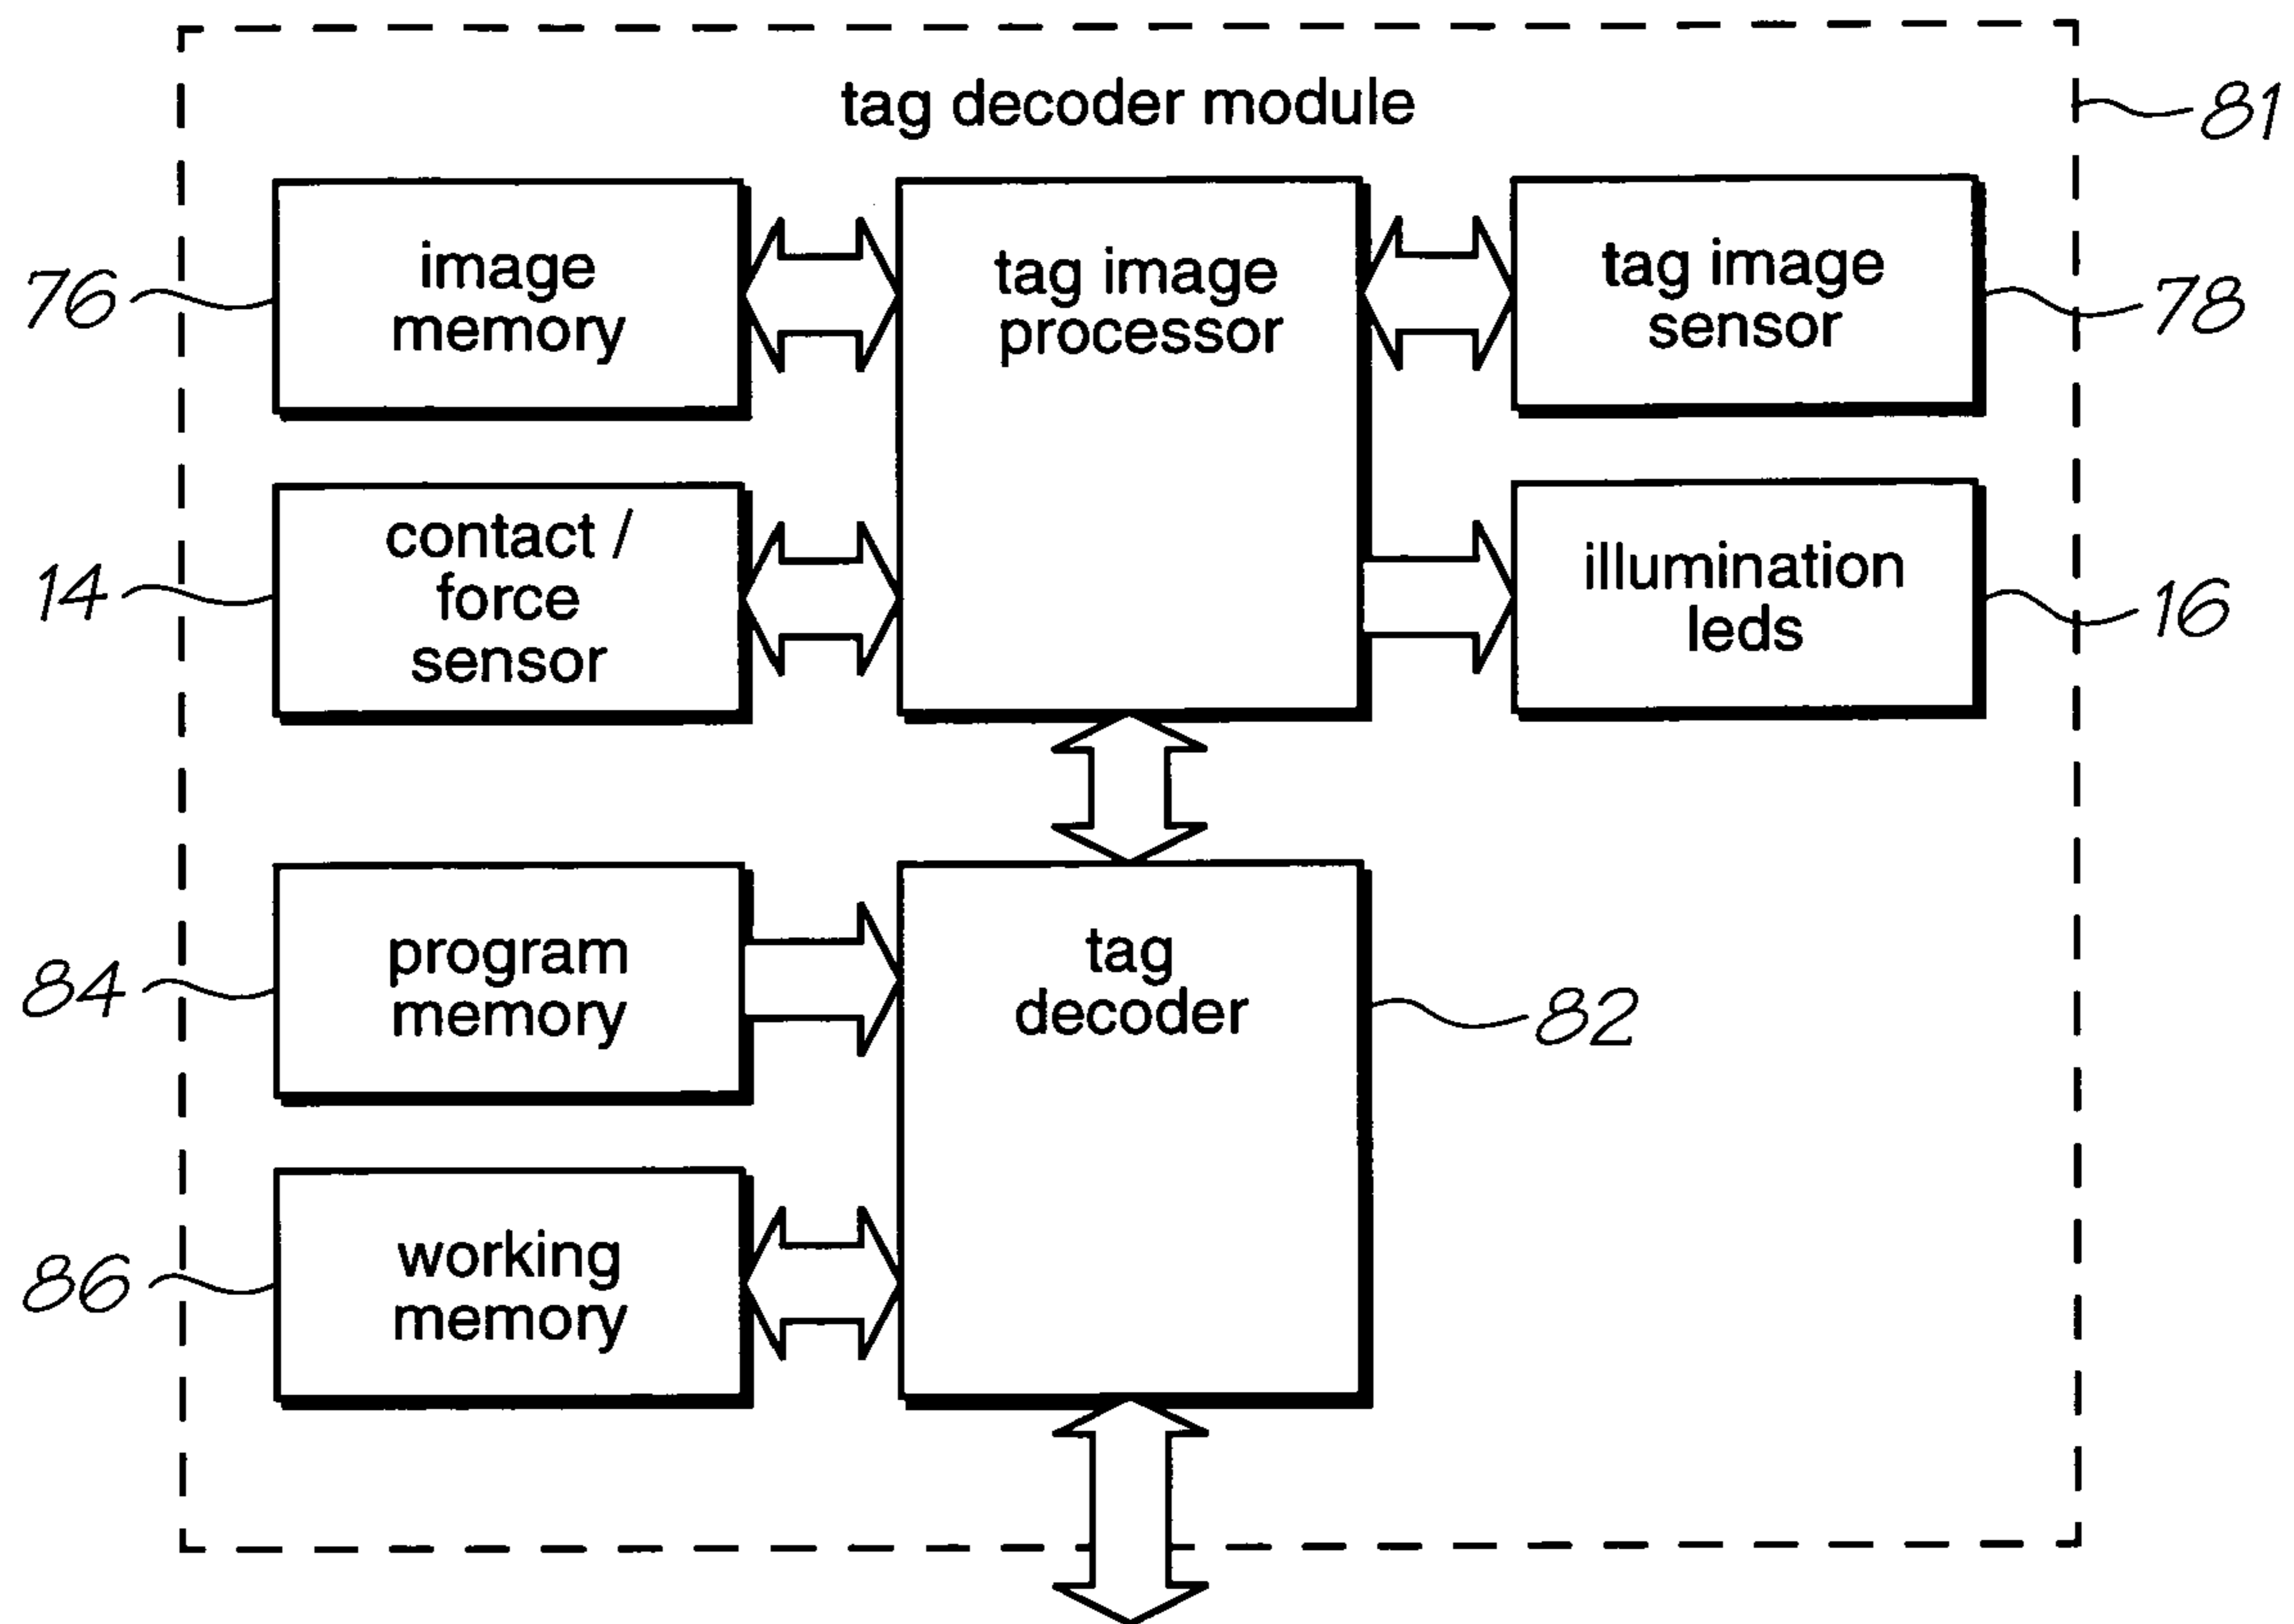 tag decoder module
81
image
memory
76
tag image
processor
tag image
sensor
78
contact /
force
sensor
14
illumination
leds
16
program
memory
84
tag
decoder
82
working
memory
86